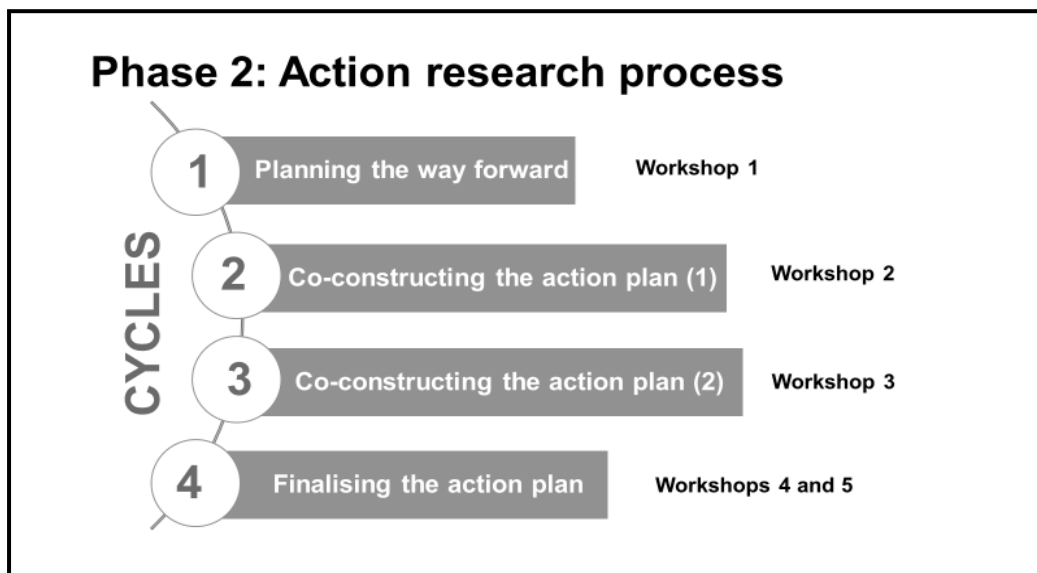 Phase 2: Action research process
CYCLES
1
Planning the way forward
Workshop 1
2
Co-constructing the action plan (1)
Workshop 2
3
Co-constructing the action plan (2)
Workshop 3
4
Finalising the action plan
Workshops 4 and 5